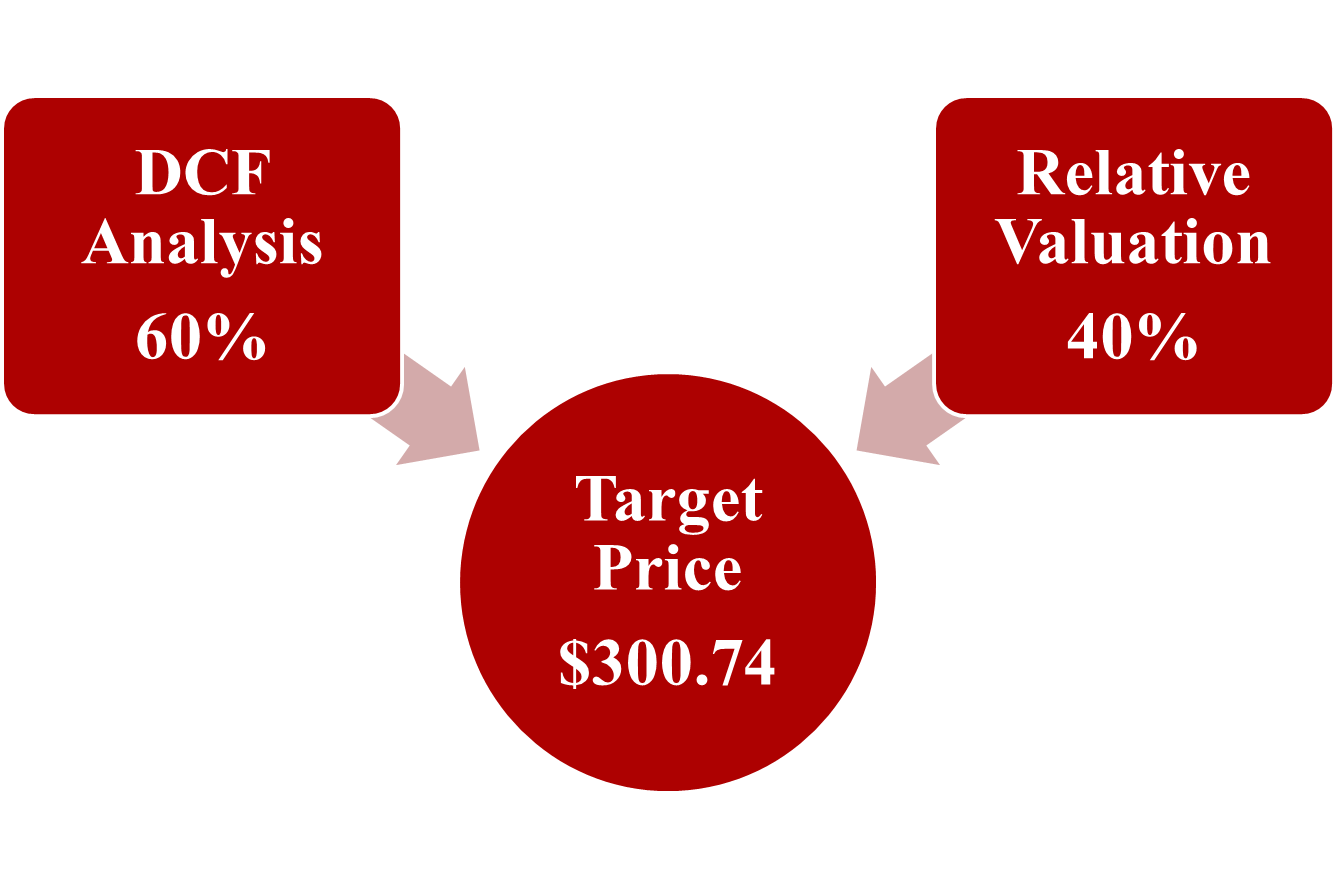 DCF
Analysis
60%
Relative
Valuation
40%
Target
Price
$300.74